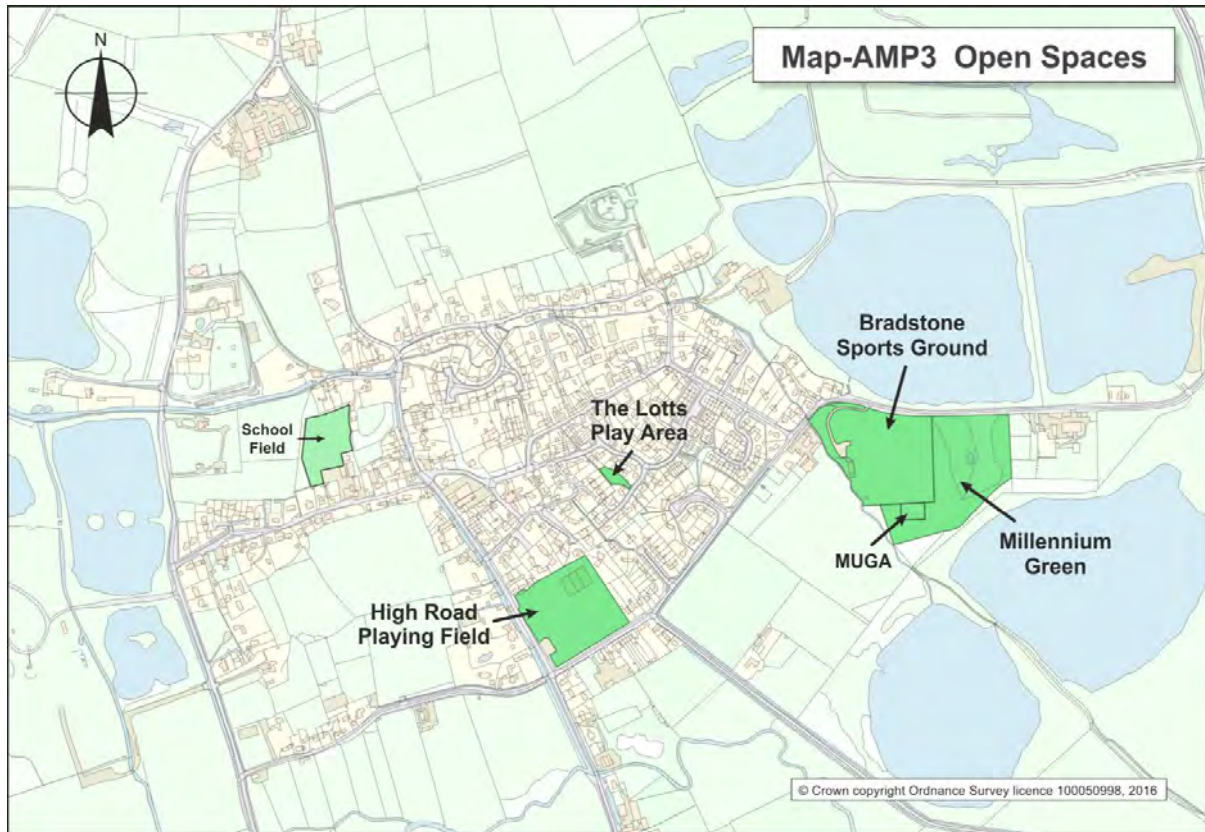 N
Map-AMP3 Open Spaces
Bradstone
Sports Ground
The Lotts
Play Area
School
Field
MUGA
Millennium
Green
High Road
Playing Field
© Crown copyright Ordnance Survey licence 100050998, 2016